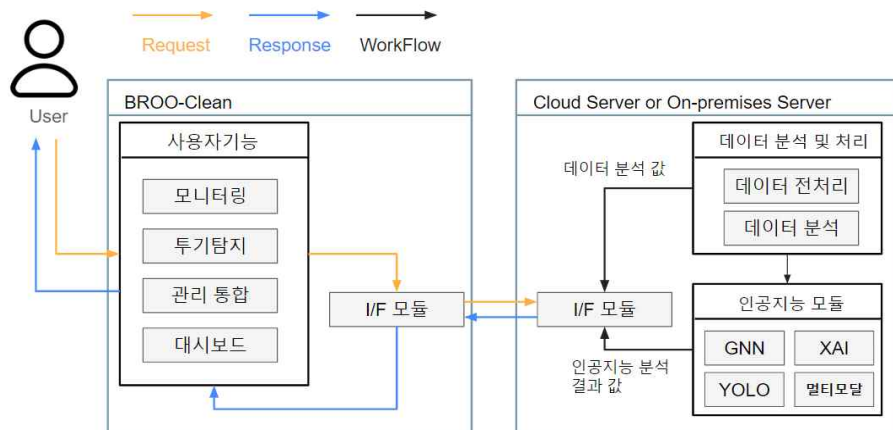 Request
Response
WorkFlow
User
BROO-Clean
사용자기능
모니터링
투기탐지
관리 통합
대시보드
I/F 모듈
Cloud Server or On-premises Server
데이터 분석 및 처리
데이터 전처리
데이터 분석
데이터 분석 값
I/F 모듈
인공지능 분석
결과 값
인공지능 모듈
GNN
XAI
YOLO
멀티모달